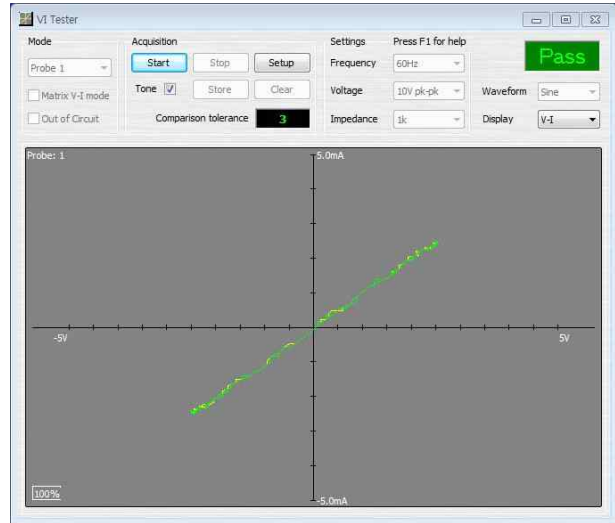 VI Tester
Mode
Acquisition
Settings
Press F1 for help
Pass
Probe 1
Start
Stop
Setup
Frequency
60Hz
Matrix V-I mode
Tone
Store
Clear
Voltage
10V pk-pk
Waveform
Sine
Out of Circuit
Comparison tolerance
3
Impedance
1k
Display
V-I
Probe: 1
5.0mA
-5V
5V
100%
-5.0mA